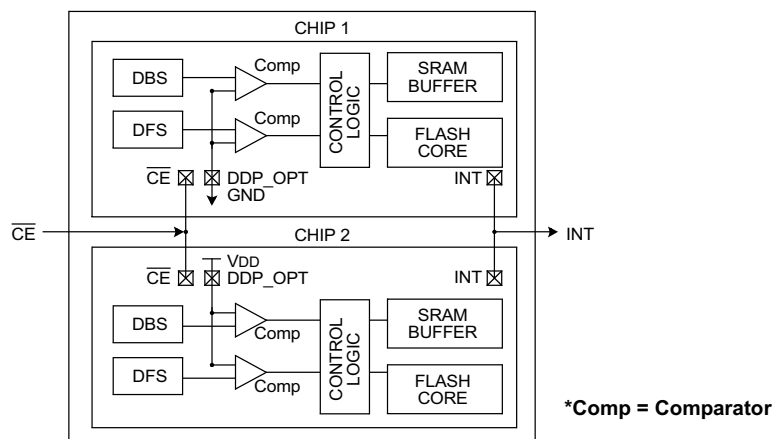 CHIP 1
DBS
Comp
CONTROL
LOGIC
SRAM
BUFFER
DFS
Comp
FLASH
CORE
CE
DDP_OPT
GND
INT
CE
INT
CHIP 2
CE
VDD
DDP_OPT
INT
DBS
Comp
CONTROL
LOGIC
SRAM
BUFFER
DFS
Comp
FLASH
CORE
*Comp = Comparator